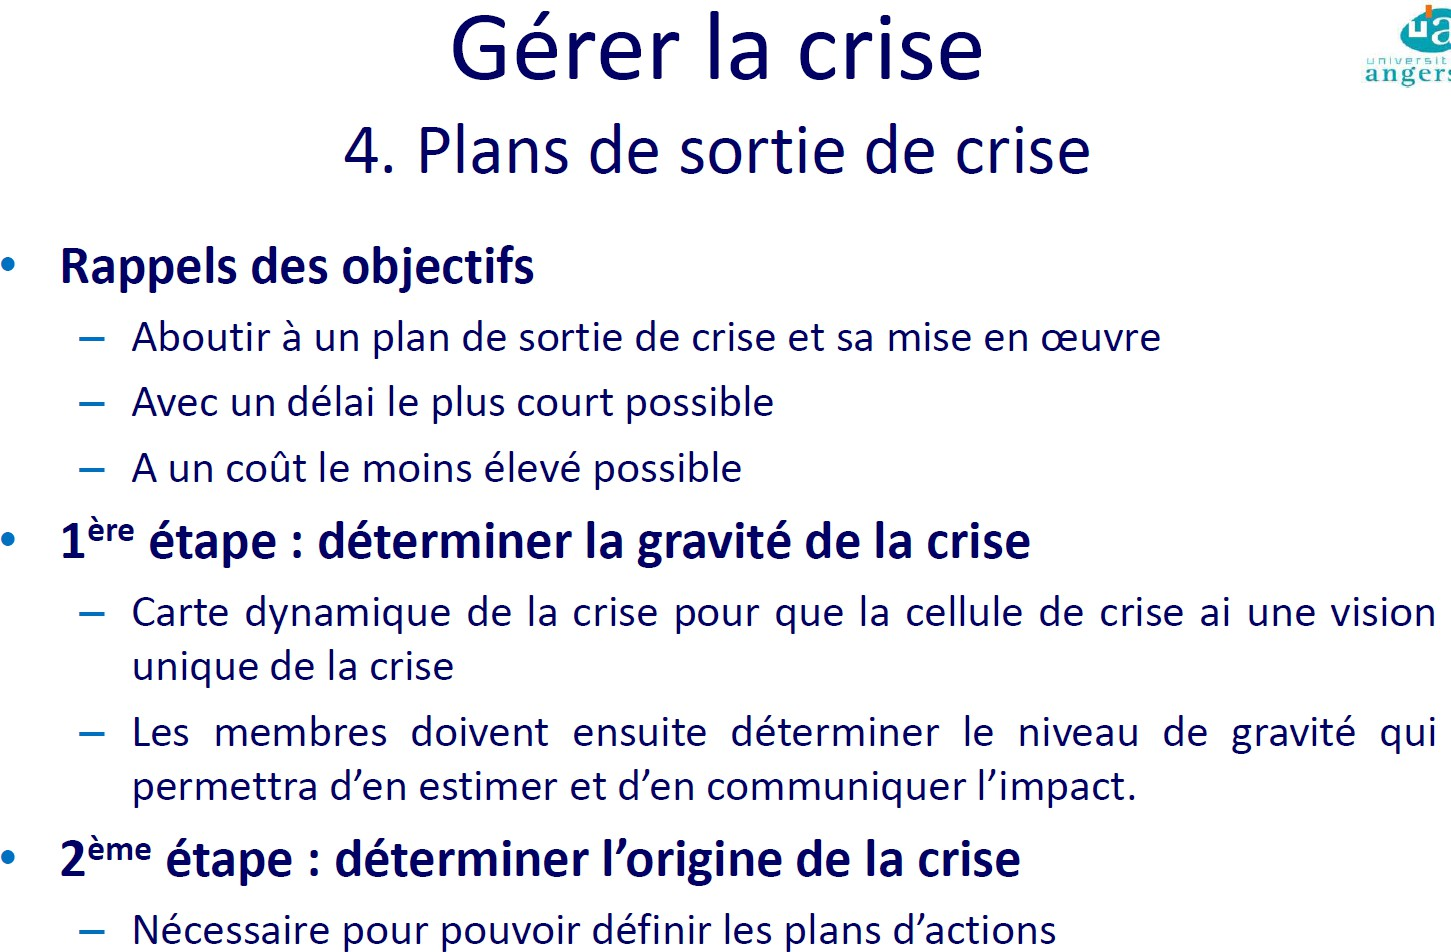 Gérer la crise
4. Plans de sortie de crise
• Rappels des objectifs
– Aboutir à un plan de sortie de crise et sa mise en œuvre
– Avec un délai le plus court possible
– A un coût le moins élevé possible
• 1ère étape : déterminer la gravité de la crise
– Carte dynamique de la crise pour que la cellule de crise ai une vision
unique de la crise
– Les membres doivent ensuite déterminer le niveau de gravité qui
permettra d’en estimer et d’en communiquer l’impact.
• 2ème étape : déterminer l’origine de la crise
– Nécessaire pour pouvoir définir les plans d’actions
ua
universit
angers